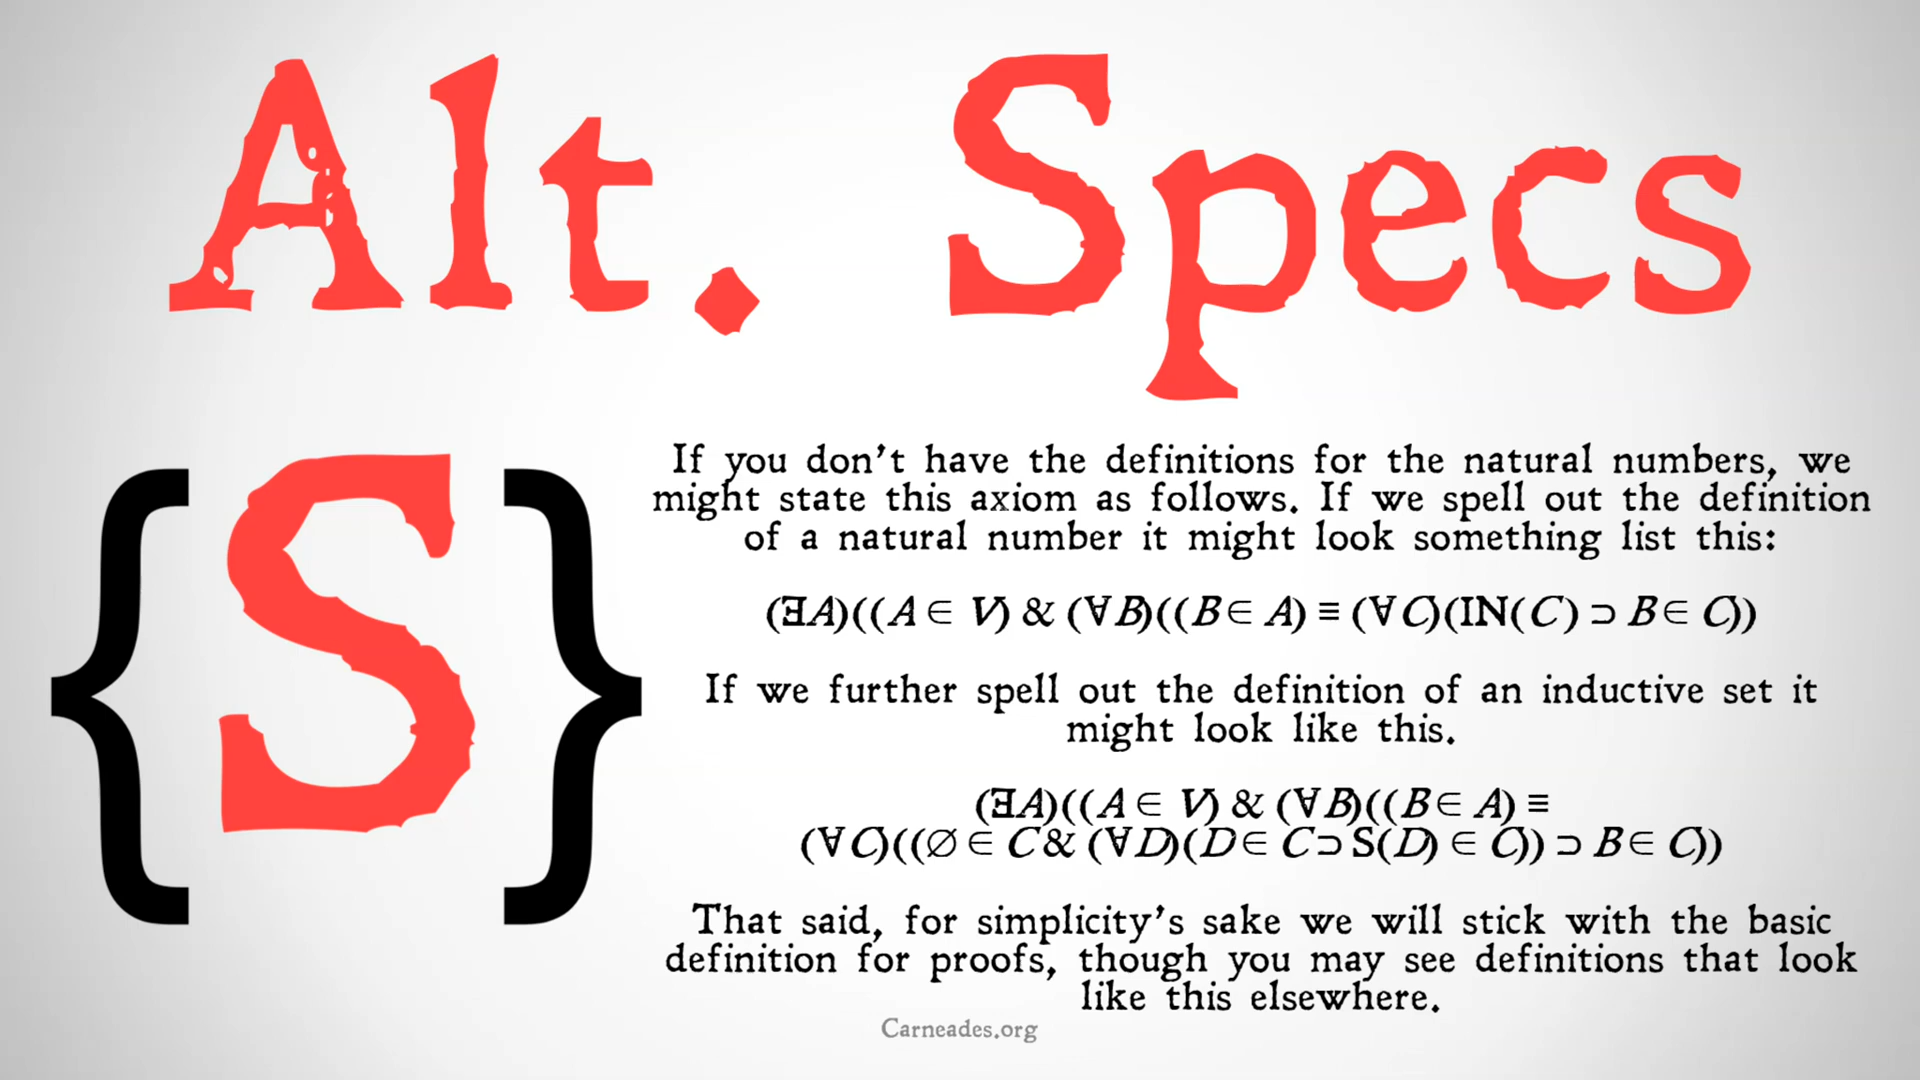 Alt. Specs
{S}
If you don't have the definitions for the natural numbers, we
might state this axiom as follows. If we spell out the definition
of a natural number it might look something list this:
(∃A)((A ∈ V) & (∀B)((B∈ A) ≡ (∀C)(IN(C) ⊃ B∈ C))
If we further spell out the definition of an inductive set it
might look like this.
(∃A)((A ∈ V) & (∀B)((B∈ A) ≡
(∀C)((∅ ∈ C & (∀D)(D∈ C⊃ S(D) ∈ C)) ⊃ B∈ C))
That said, for simplicity's sake we will stick with the basic
definition for proofs, though you may see definitions that look
like this elsewhere.
Carneades.org